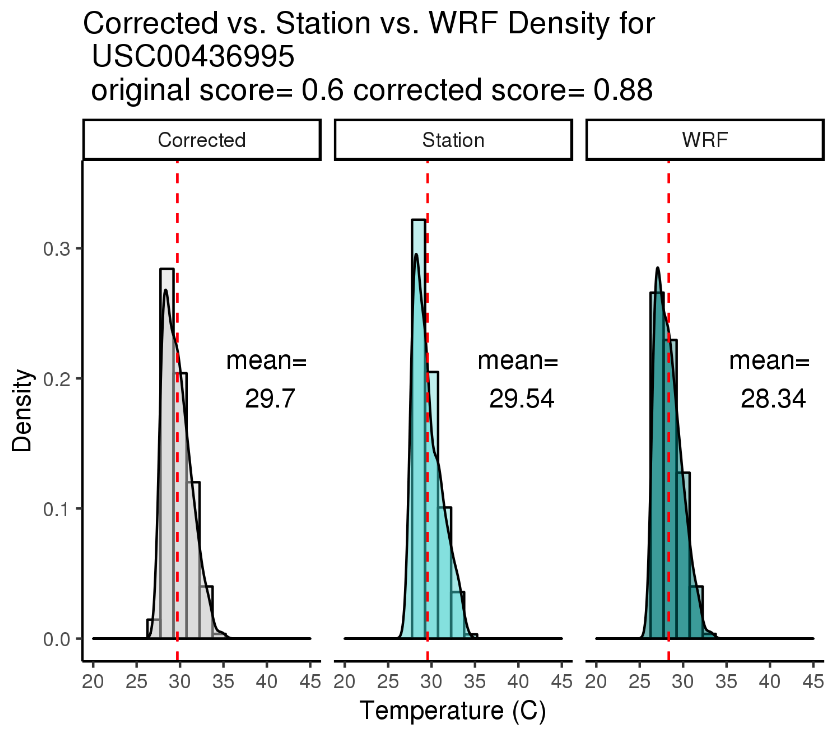 Corrected vs. Station vs. WRF Density for
USC00436995
original score= 0.6 corrected score= 0.88
Corrected
Station
WRF
0.3
0.2
0.1
0.0
Density
mean=
29.7
mean=
29.54
mean=
28.34
20 25 30 35 40 45
20 25 30 35 40 45
20 25 30 35 40 45
Temperature (C)